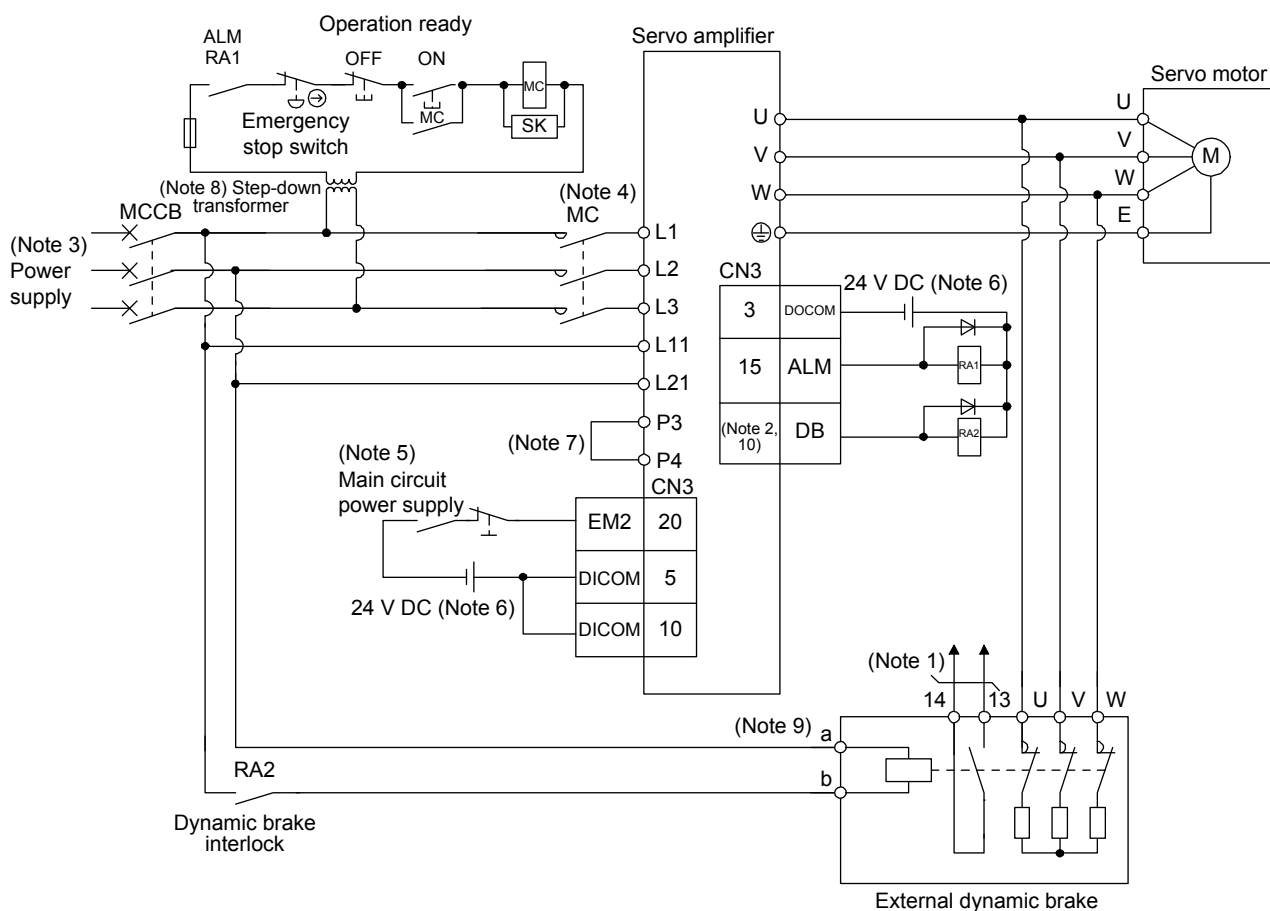 Operation ready
ALM
RA1
OFF
ON
MC
MC
SK
Emergency
stop switch
(Note 8) Step-down
transformer
MCCB
(Note 3)
Power
supply
(Note 4)
MC
Servo amplifier
L1
L2
L3
L11
L21
P3
P4
(Note 7)
U
V
W
Servo motor
U
V
W
E
M
CN3
3
DOCOM
15
ALM
(Note 2,
10)
DB
24 V DC (Note 6)
RA1
RA2
(Note 5)
Main circuit
power supply
CN3
EM2
20
DICOM
5
DICOM
10
24 V DC (Note 6)
(Note 1)
14
13
U
V
W
(Note 9)
a
b
RA2
Dynamic brake
interlock
External dynamic brake